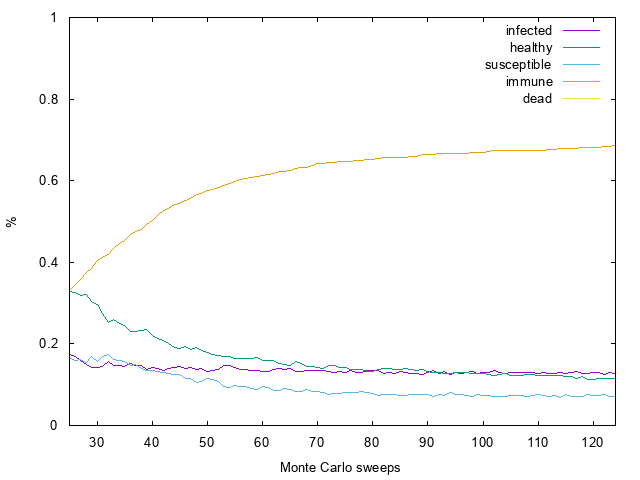 1
0.8
0.6
0.4
0.2
0
%
infected
healthy
susceptible
immune
dead
30 40 50 60 70 80 90 100 110 120
Monte Carlo sweeps